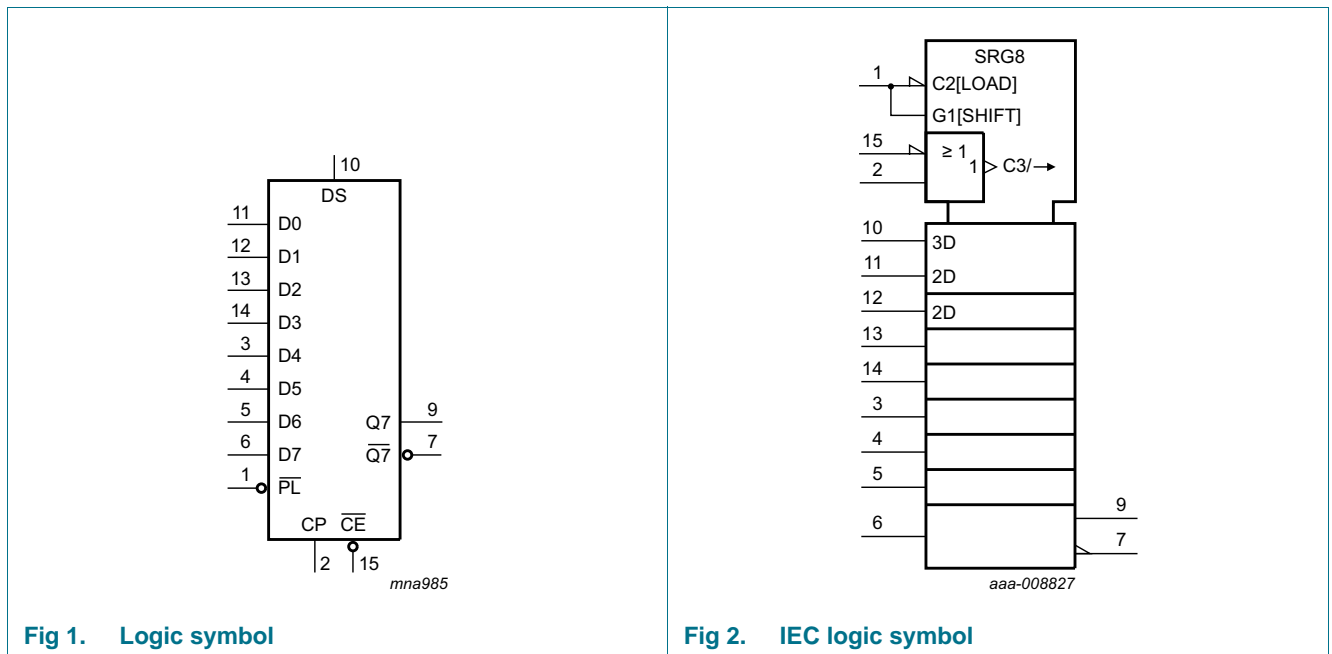 10
DS
11 D0
12 D1
13 D2
14 D3
3 D4
4 D5
5 D6
Q7 9
6 D7
Q7 7
1 PL
CP CE
2 15
mna985
Fig 1. Logic symbol
SRG8
1 C2[LOAD]
G1[SHIFT]
15 ≥ 1
1 C3/→
2
10 3D
11 2D
12 2D
13
14
3
4
5
9
6
7
aaa-008827
Fig 2. IEC logic symbol